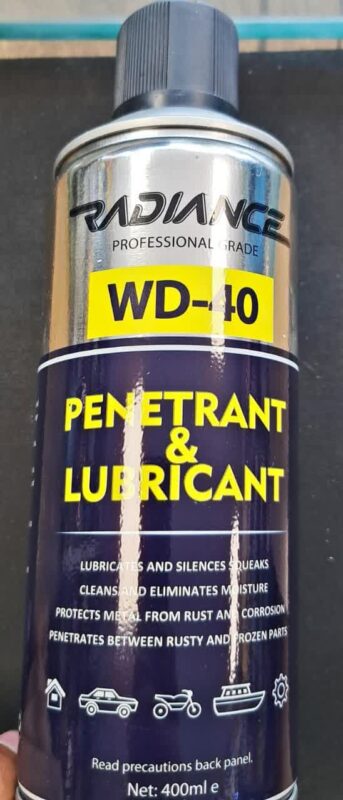 RADIANCE
PROFESSIONAL GRADE
WD-40
PENETRANT
&
LUBRICANT
LUBRICATES AND SILENCES SQUEAKS
CLEANS AND ELIMINATES MOISTURE
PROTECTS METAL FROM RUST AND CORROSION
PENETRATES BETWEEN RUSTY AND FROZEN PARTS
Read precautions back panel.
Net: 400ml e